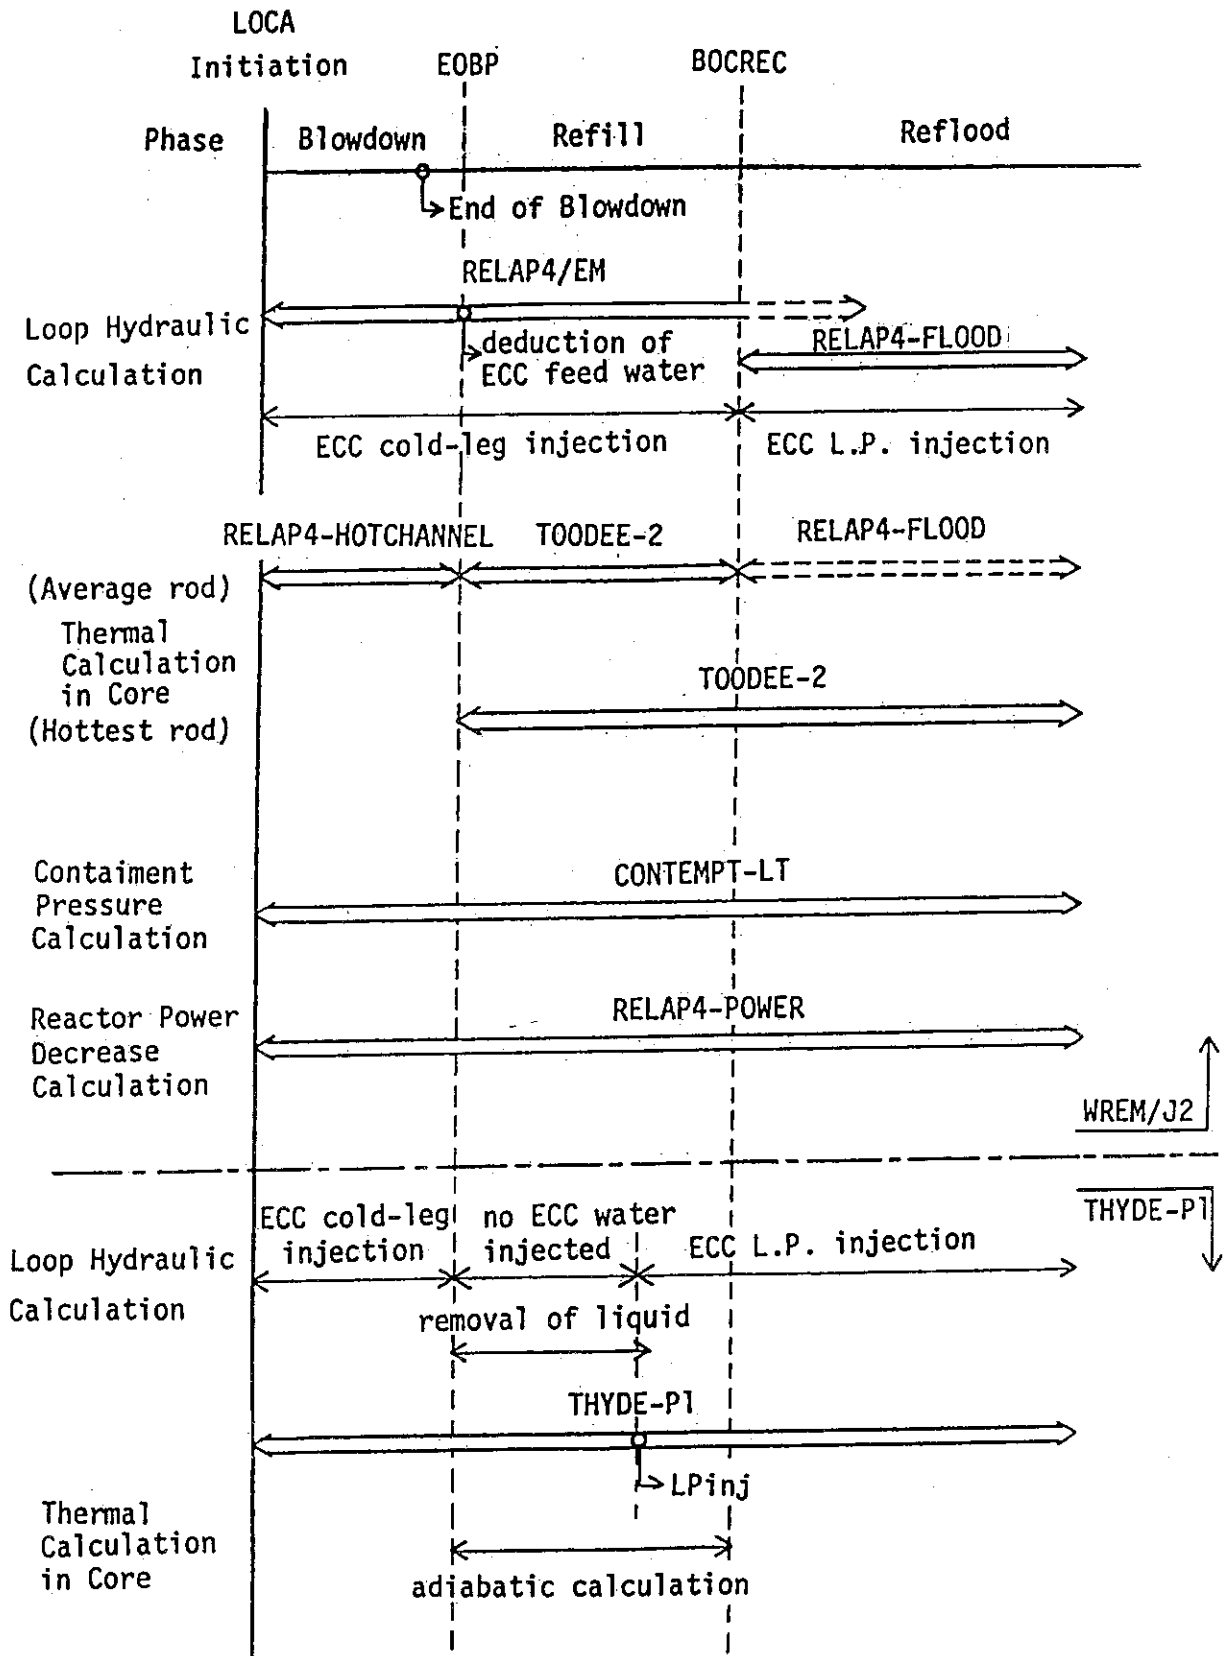 LOCA
Initiation
EOBP
BOCREC
Phase
Blowdown
Refill
Reflood
End of Blowdown
RELAP4/EM
Loop Hydraulic
Calculation
deduction of
ECC feed water
RELAP4-FLOOD
ECC cold-leg injection
ECC L.P. injection
RELAP4-HOTCHANNEL
TOODEE-2
RELAP4-FLOOD
(Average rod)
Thermal
Calculation
in Core
TOODEE-2
(Hottest rod)
Contaiment
Pressure
Calculation
CONTEMPT-LT
Reactor Power
Decrease
Calculation
RELAP4-POWER
WREM/J2
THYDE-P1
ECC cold-leg
injection
no ECC water
injected
ECC L.P. injection
Loop Hydraulic
Calculation
removal of liquid
THYDE-P1
LPinj
Thermal
Calculation
in Core
adiabatic calculation